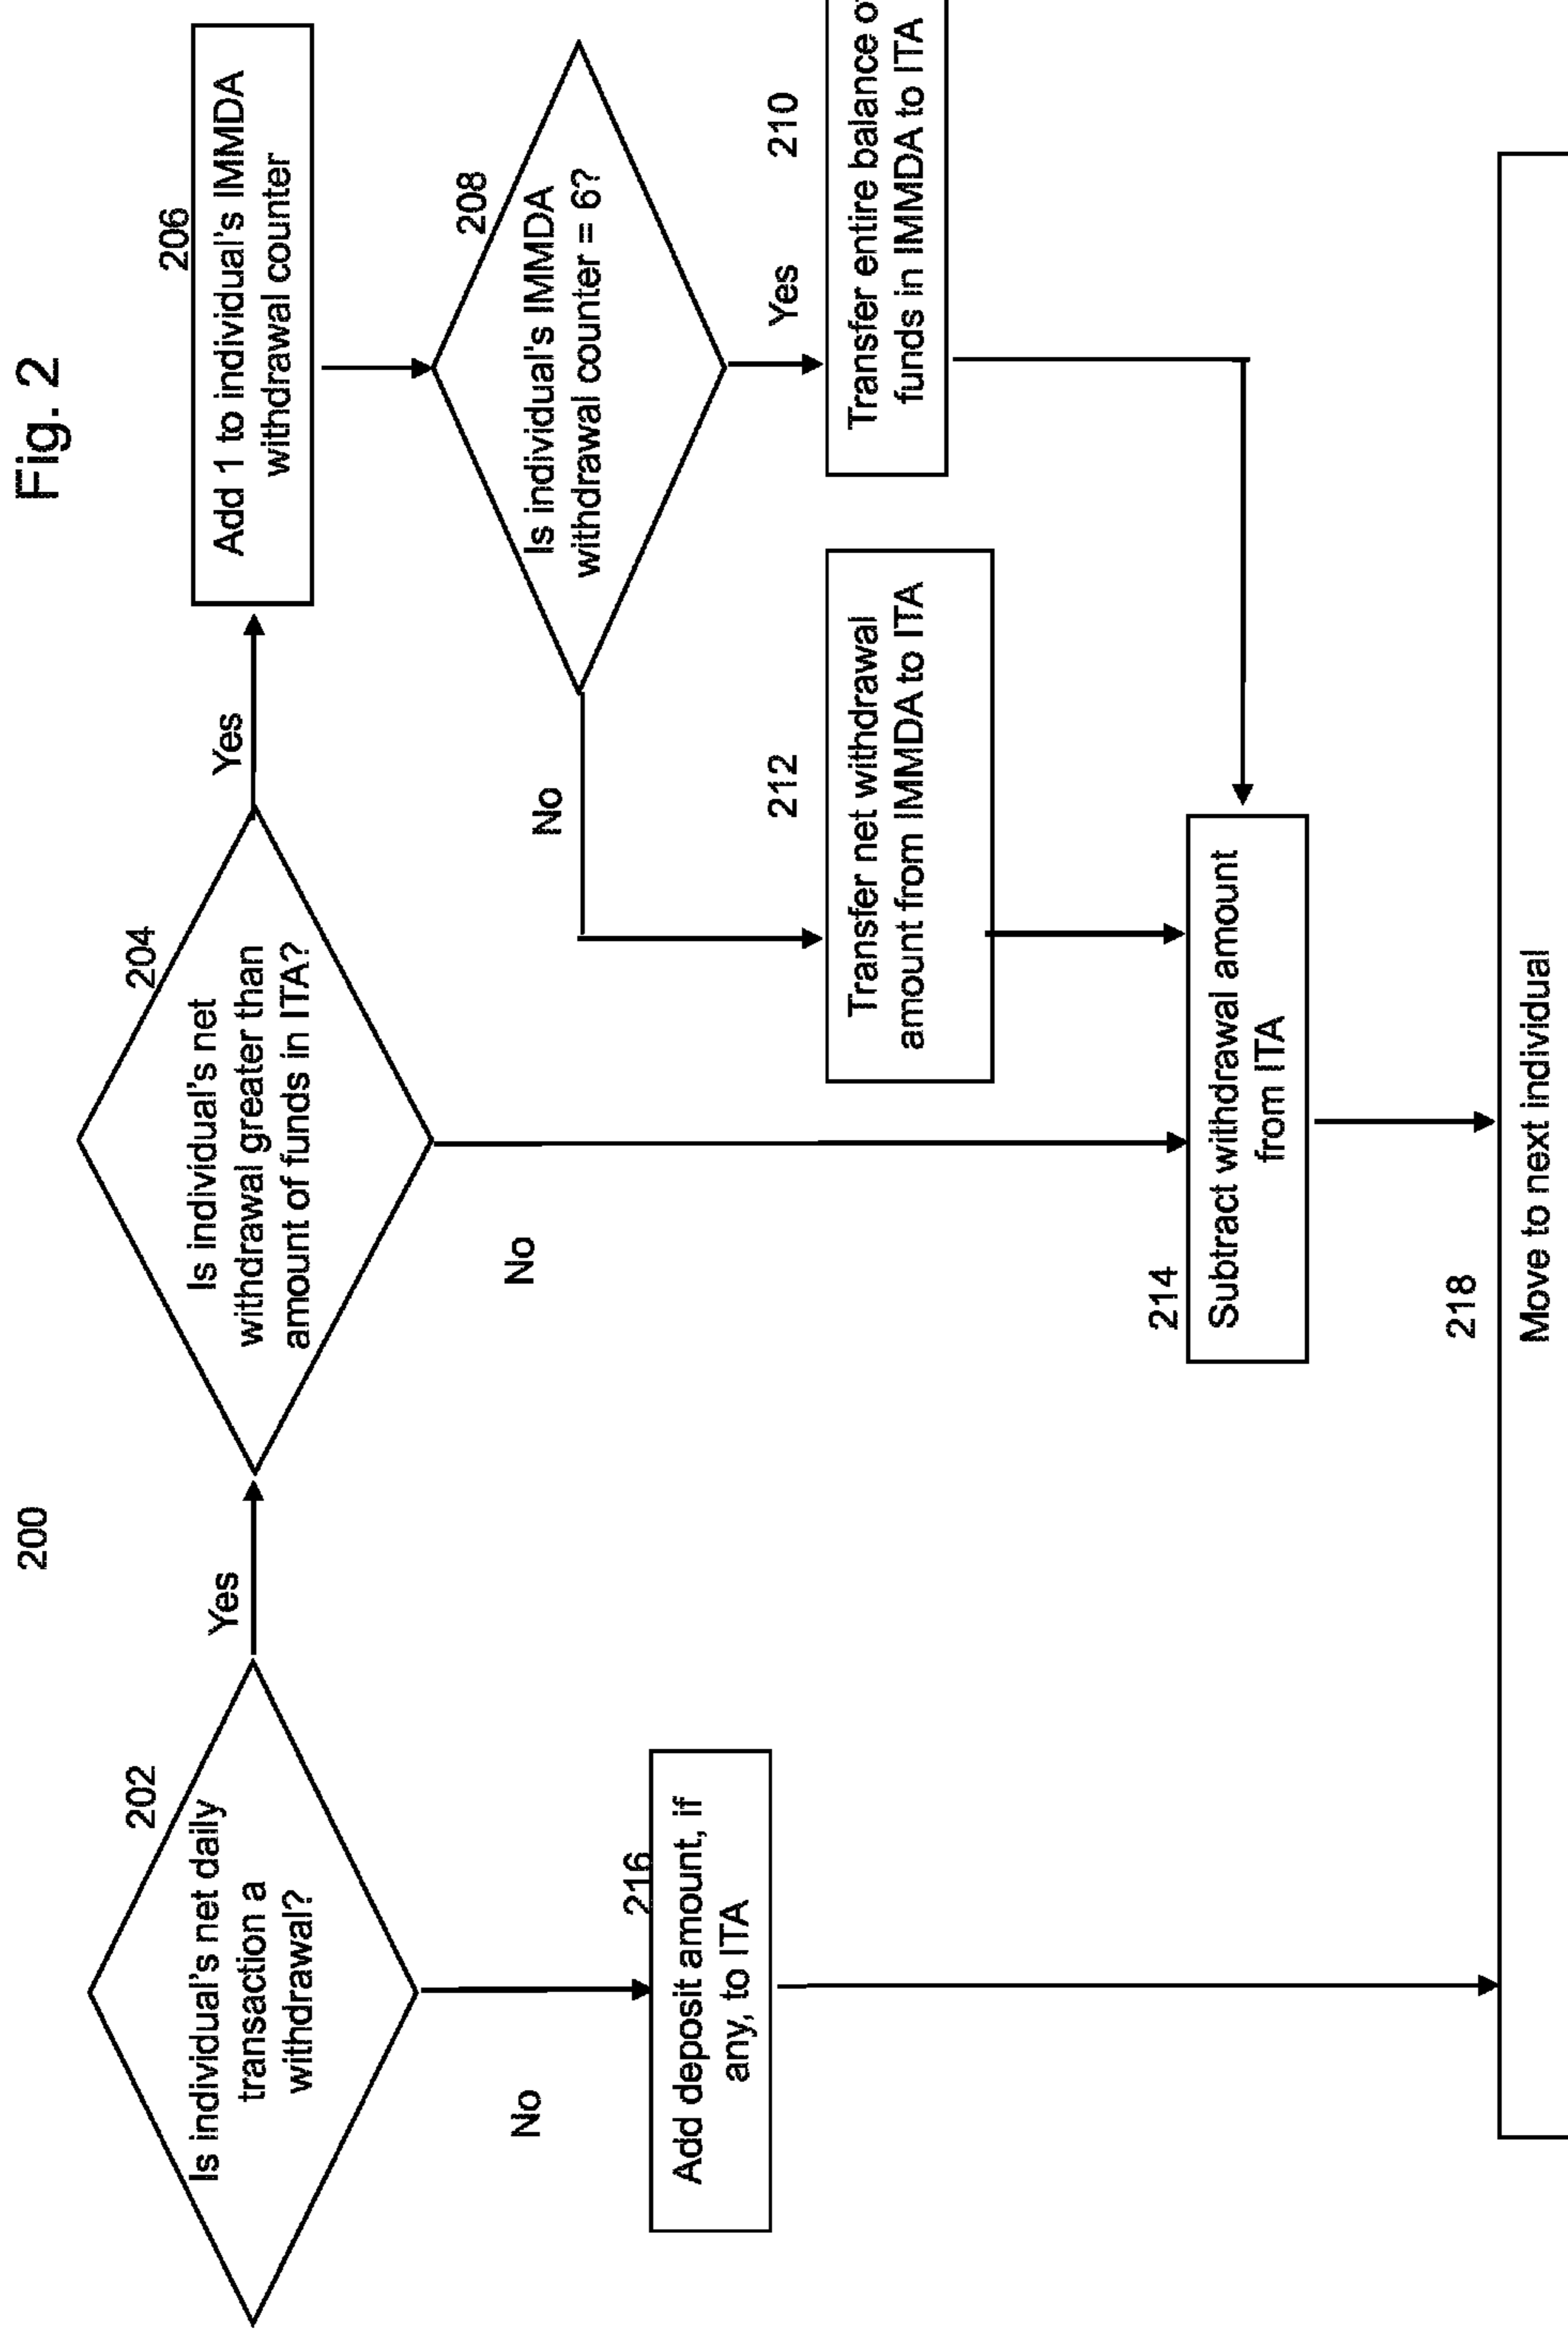 Fig. 2
200
202
Is individual's net daily
transaction a
withdrawal?
Yes
204
Is individual's net
withdrawal greater than
amount of funds in ITA?
Yes
206
Add 1 to individual's IMMDA
withdrawal counter
208
Is individual's IMMDA
withdrawal counter = 6?
No
No
No
Yes
216
Add deposit amount, if
any, to ITA
212
Transfer net withdrawal
amount from IMMDA to ITA
210
Transfer entire balance of
funds in IMMDA to ITA
214
Subtract withdrawal amount
from ITA
218
Move to next individual